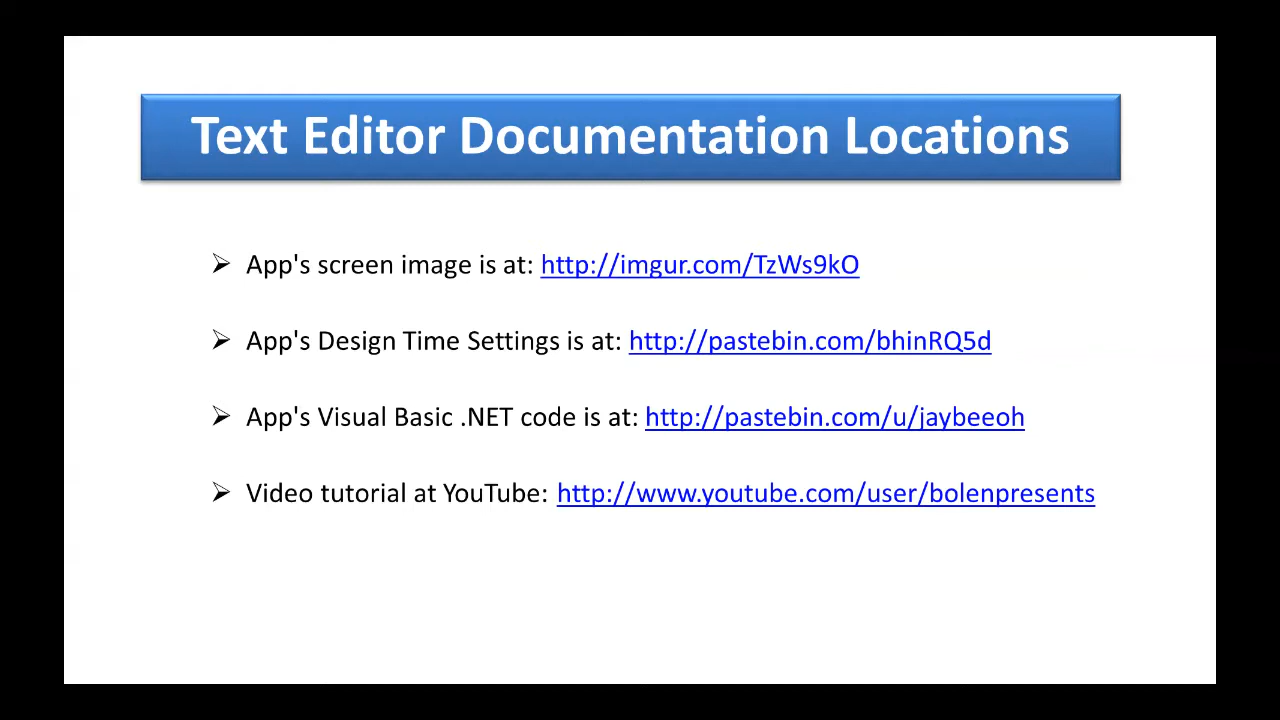 Text Editor Documentation Locations
➢ App's screen image is at: http://imgur.com/TzWs9kO
➢ App's Design Time Settings is at: http://pastebin.com/bhinRQ5d
➢ App's Visual Basic .NET code is at: http://pastebin.com/u/jaybeeoh
➢ Video tutorial at YouTube: http://www.youtube.com/user/bolenpresents